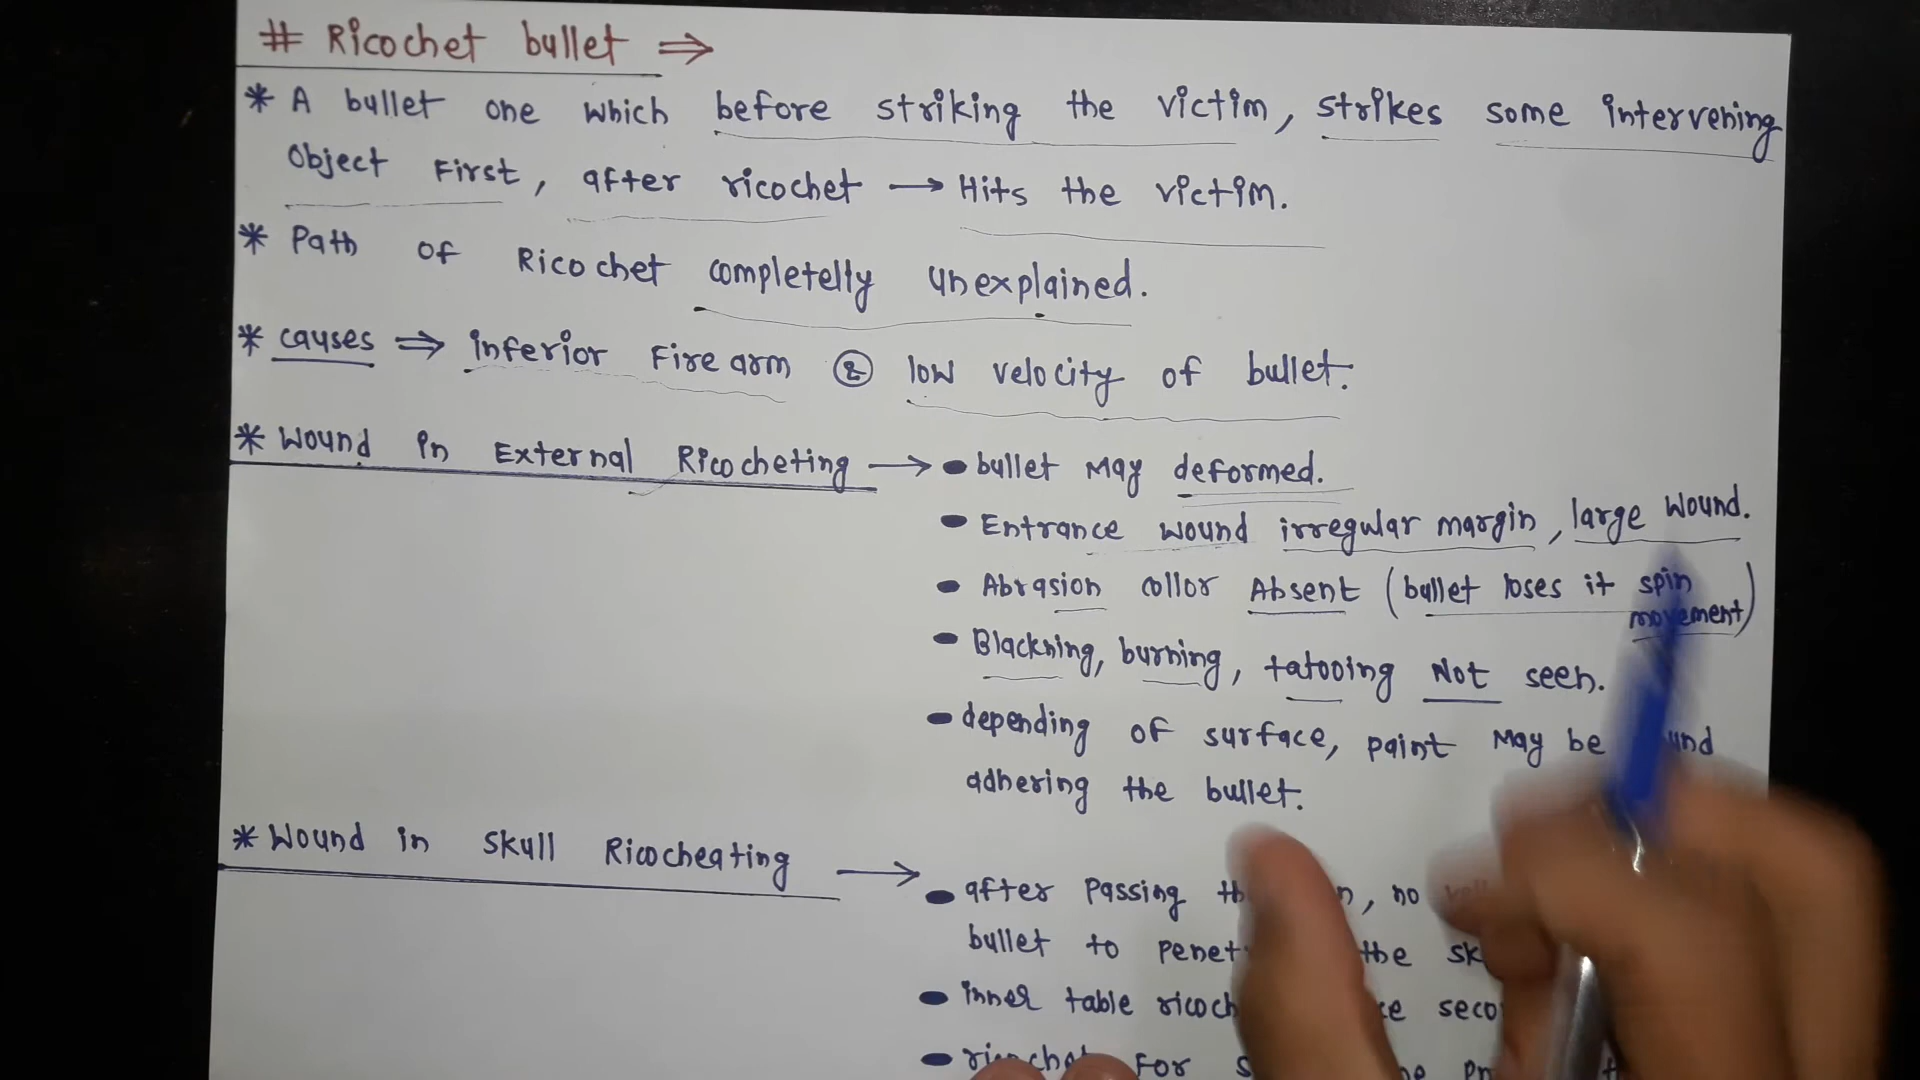 # Ricochet bullet ⇒
* A bullet one which before striking the victim, strikes some intervening
object first, after ricochet → Hits the victim.
* Path of Ricochet completelly unexplained.
* causes ⇒ inferior Fire arm & low velocity of bullet.
* Wound in External Ricocheting → • bullet May deformed.
• Entrance wound irregular margin, large wound.
• Abrasion collor Absent (bullet loses it spin
movement)
• Blackning, burning, tatooing Not seen.
• depending of surface, paint May be
adhering the bullet.
* Wound in Skull Ricocheating →
• after Passing , no
bullet to the
• inner table
• For